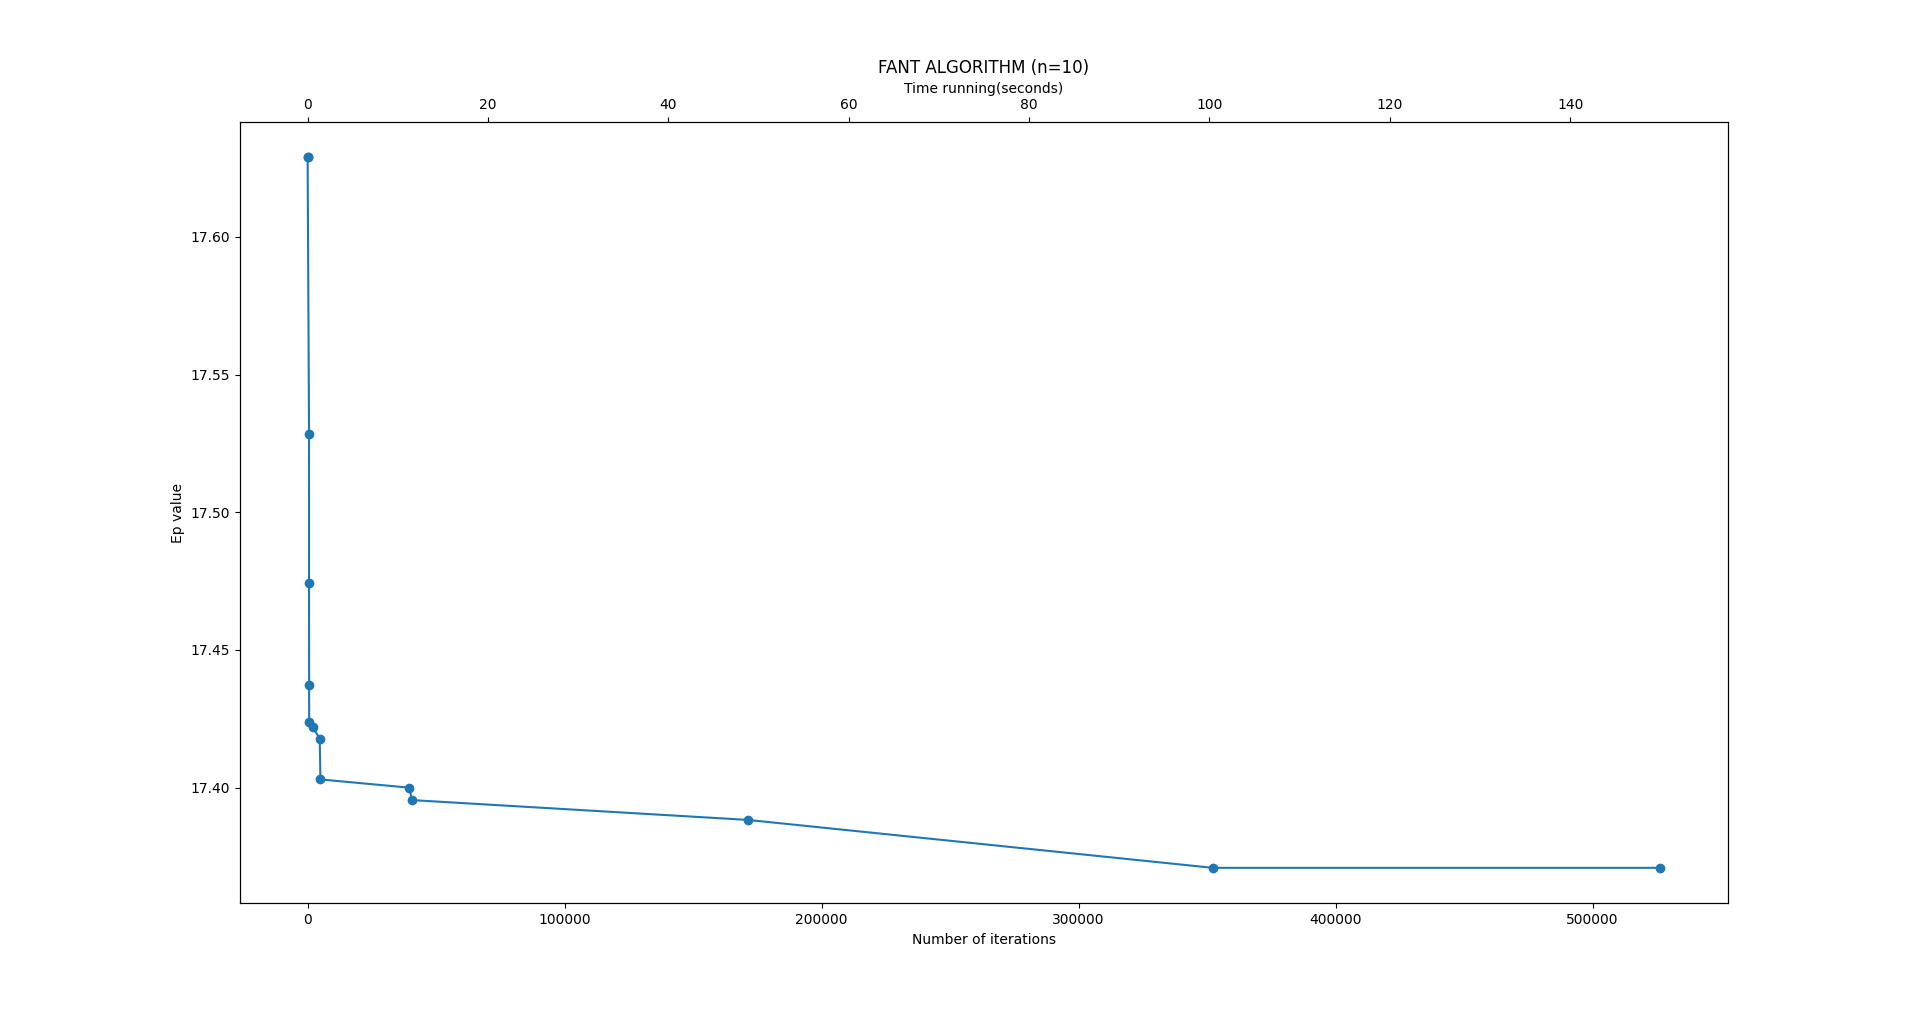 FANT ALGORITHM (n=10)
Time running(seconds)
0 20 40 60 80 100 120 140
17.60
17.55
17.50
17.45
17.40
Ep value
0 100000 200000 300000 400000 500000
Number of iterations